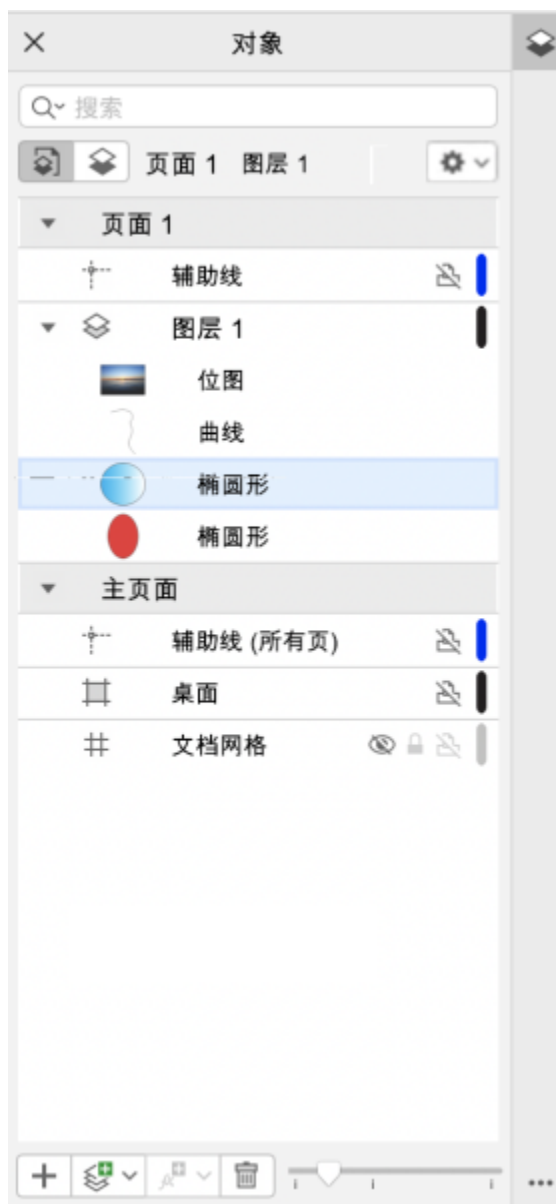 对象
搜索
页面 1 图层 1
页面 1
辅助线
图层 1
位图
曲线
椭圆形
椭圆形
主页面
辅助线 (所有页)
桌面
文档网格